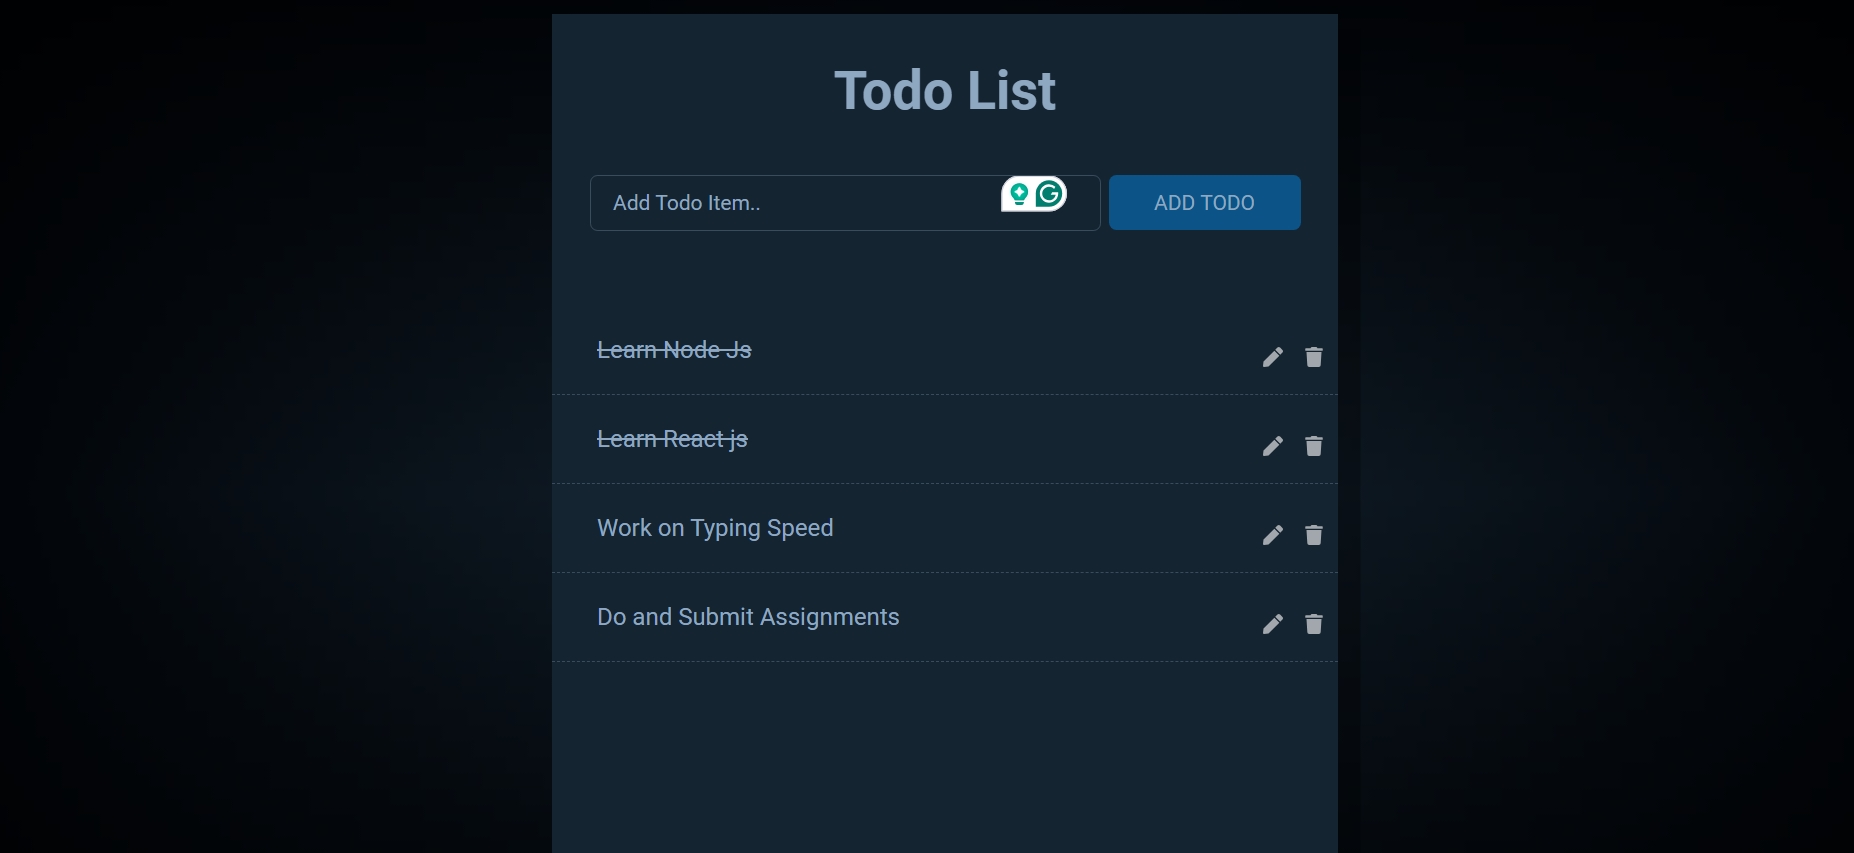 Todo List
Add Todo Item..
ADD TODO
Learn Node Js
Learn React js
Work on Typing Speed
Do and Submit Assignments